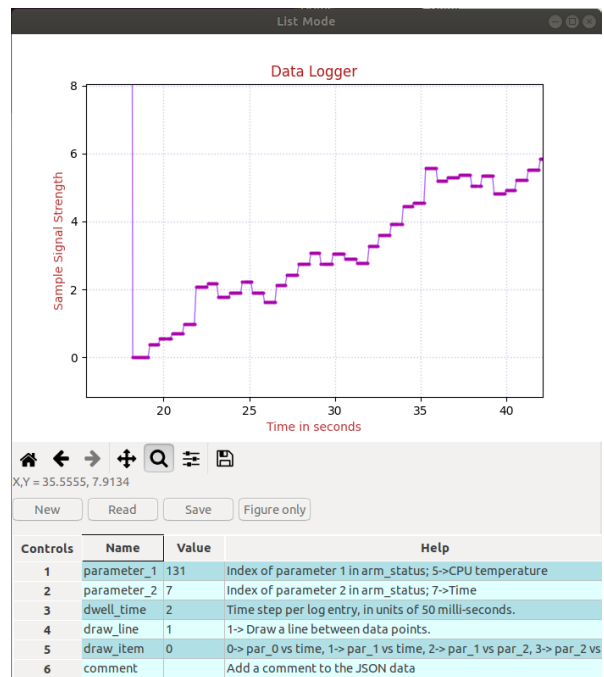 List Mode
Data Logger
8
6
4
2
0
Sample Signal Strength
20 25 30 35 40
Time in seconds
X,Y = 35.5555, 7.9134
New Read Save Figure only
Controls Name Value Help
1 parameter_1 131 Index of parameter 1 in arm_status; 5->CPU temperature
2 parameter_2 7 Index of parameter 2 in arm_status; 7->Time
3 dwell_time 2 Time step per log entry, in units of 50 milli-seconds.
4 draw_line 1 1-> Draw a line between data points.
5 draw_item 0 0-> par_0 vs time, 1-> par_1 vs time, 2-> par_1 vs par_2, 3-> par_2 vs
6 comment Add a comment to the JSON data